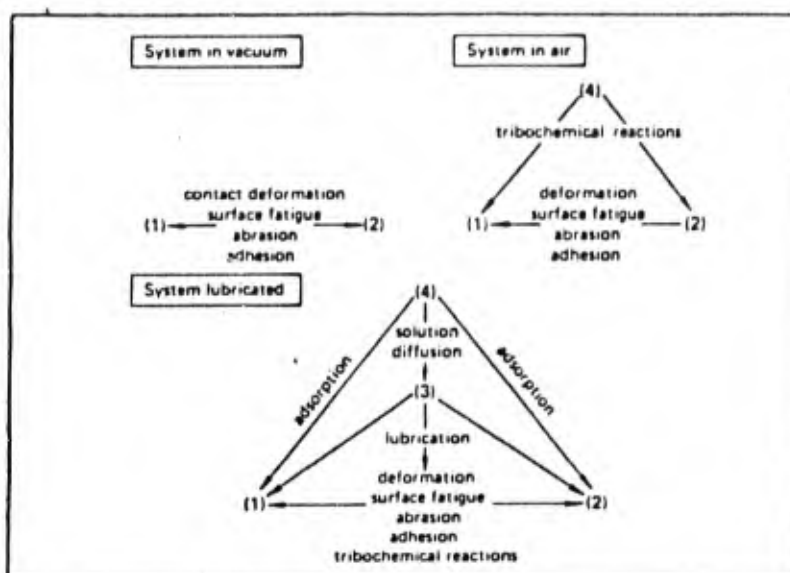 System in vacuum
System in air
(4)
tribochemical reactions
contact deformation
surface fatigue
(1) (2)
abrasion
adhesion
deformation
surface fatigue
(1) (2)
abrasion
adhesion
System lubricated
(4)
solution
diffusion
adsorption
adsorption
(3)
lubrication
deformation
(1) surface fatigue (2)
abrasion
adhesion
tribochemical reactions